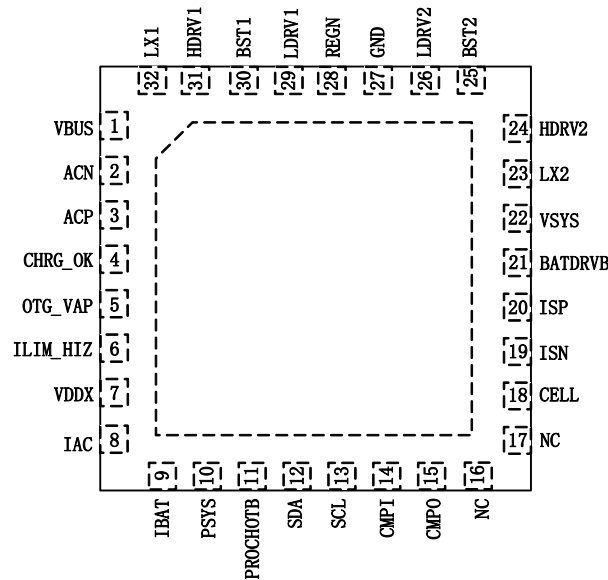 LX1
HDRV1
BST1
LDRV1
REGN
GND
LDRV2
BST2
32
31
30
29
28
27
26
25
VBUS 1
ACN 2
ACP 3
CHRG_OK 4
OTG_VAP 5
ILIM_HIZ 6
VDDX 7
IAC 8
24 HDRV2
23 LX2
22 VSYS
21 BATDRVB
20 ISP
19 ISN
18 CELL
17 NC
9
10
11
12
13
14
15
16
IBAT
PSYS
PROCHOTB
SDA
SCL
CMPI
CMPO
NC